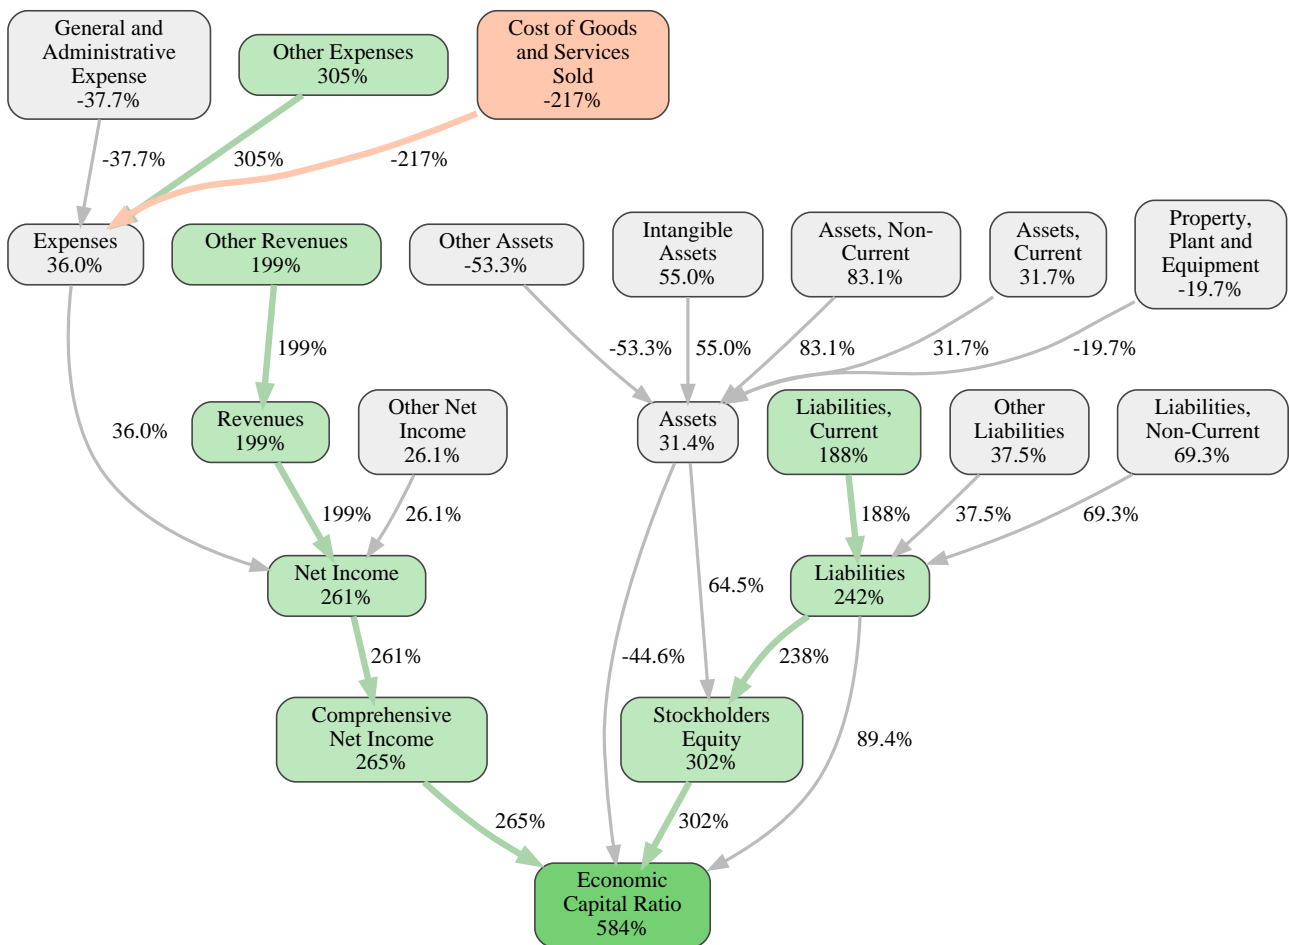 General and
Administrative
Expense
-37.7%
Other Expenses
305%
Cost of Goods
and Services
Sold
-217%
-37.7%
305%
-217%
Expenses
36.0%
Other Revenues
199%
Other Assets
-53.3%
Intangible
Assets
55.0%
Assets, Non-
Current
83.1%
Assets,
Current
31.7%
Property,
Plant and
Equipment
-19.7%
199%
-53.3%
55.0%
83.1%
31.7%
-19.7%
36.0%
Revenues
199%
Other Net
Income
26.1%
Assets
31.4%
Liabilities,
Current
188%
Other
Liabilities
37.5%
Liabilities,
Non-Current
69.3%
199%
26.1%
188%
37.5%
69.3%
Net Income
261%
64.5%
Liabilities
242%
261%
-44.6%
238%
Comprehensive
Net Income
265%
Stockholders
Equity
302%
89.4%
265%
302%
Economic
Capital Ratio
584%